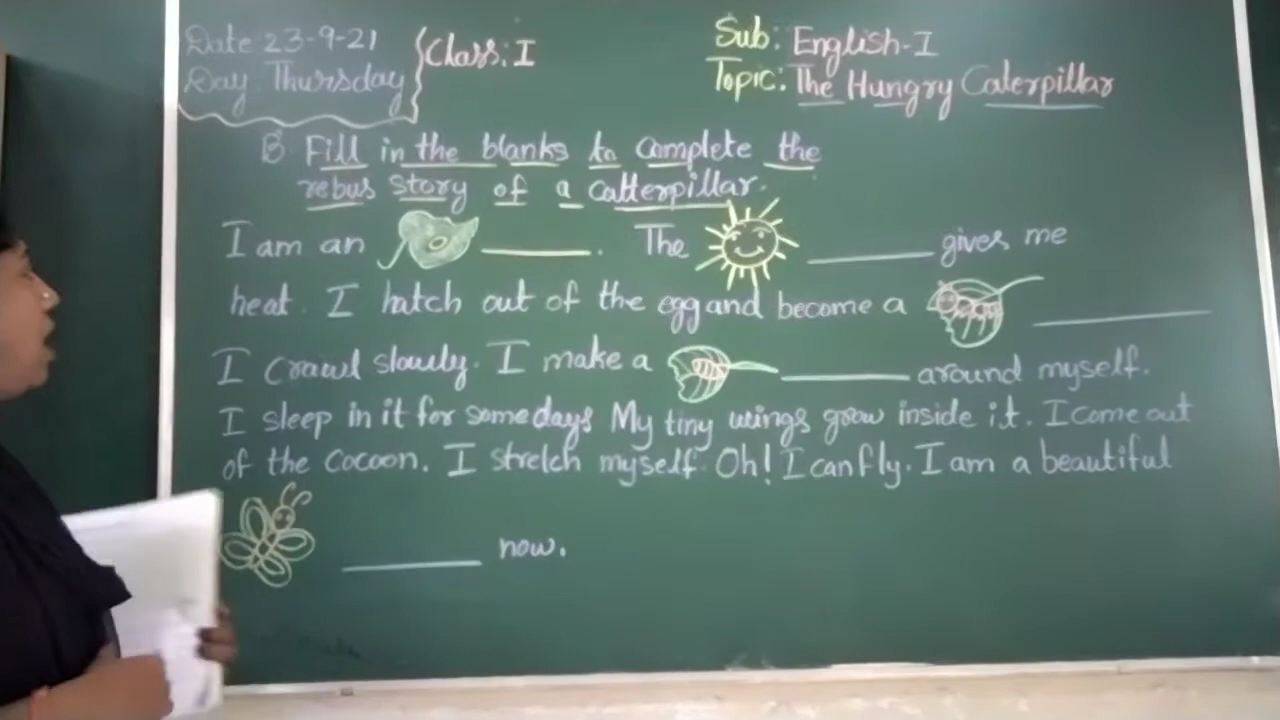 Date: 23-9-21
Day: Thursday
Class: I
Sub: English-I
Topic: The Hungry Caterpillar
B Fill in the blanks to complete the
rebus story of a catterpillar.
I am an ______. The ______ gives me
heat. I hatch out of the egg and become a ______
I crawl slowly. I make a ______ around myself.
I sleep in it for some days My tiny wings grow inside it. I come out
of the Cocoon. I stretch myself. Oh! I can fly. I am a beautiful
______ now.